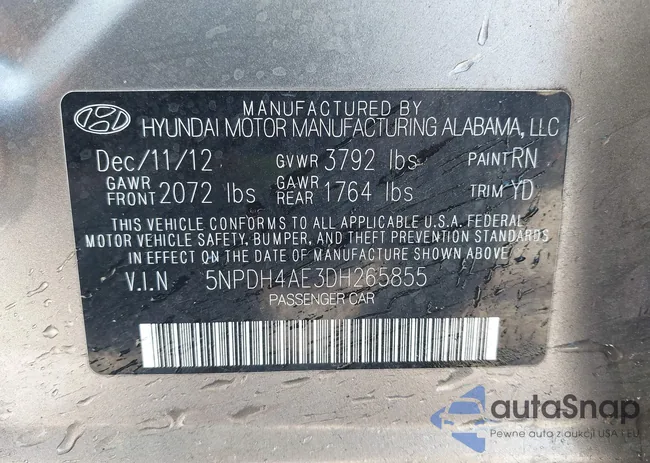 MANUFACTURED BY
HYUNDAI MOTOR MANUFACTURING ALABAMA, LLC
Dec/11/12 GVWR 3792 lbs PAINT RN
GAWR FRONT 2072 lbs GAWR REAR 1764 lbs TRIM YD
THIS VEHICLE CONFORMS TO ALL APPLICABLE U.S.A. FEDERAL
MOTOR VEHICLE SAFETY, BUMPER, AND THEFT PREVENTION STANDARDS
IN EFFECT ON THE DATE OF MANUFACTURE SHOWN ABOVE
V.I.N 5NPDH4AE3DH265855
PASSENGER CAR
autaSnap
Pewne auta z aukcji USA i EU